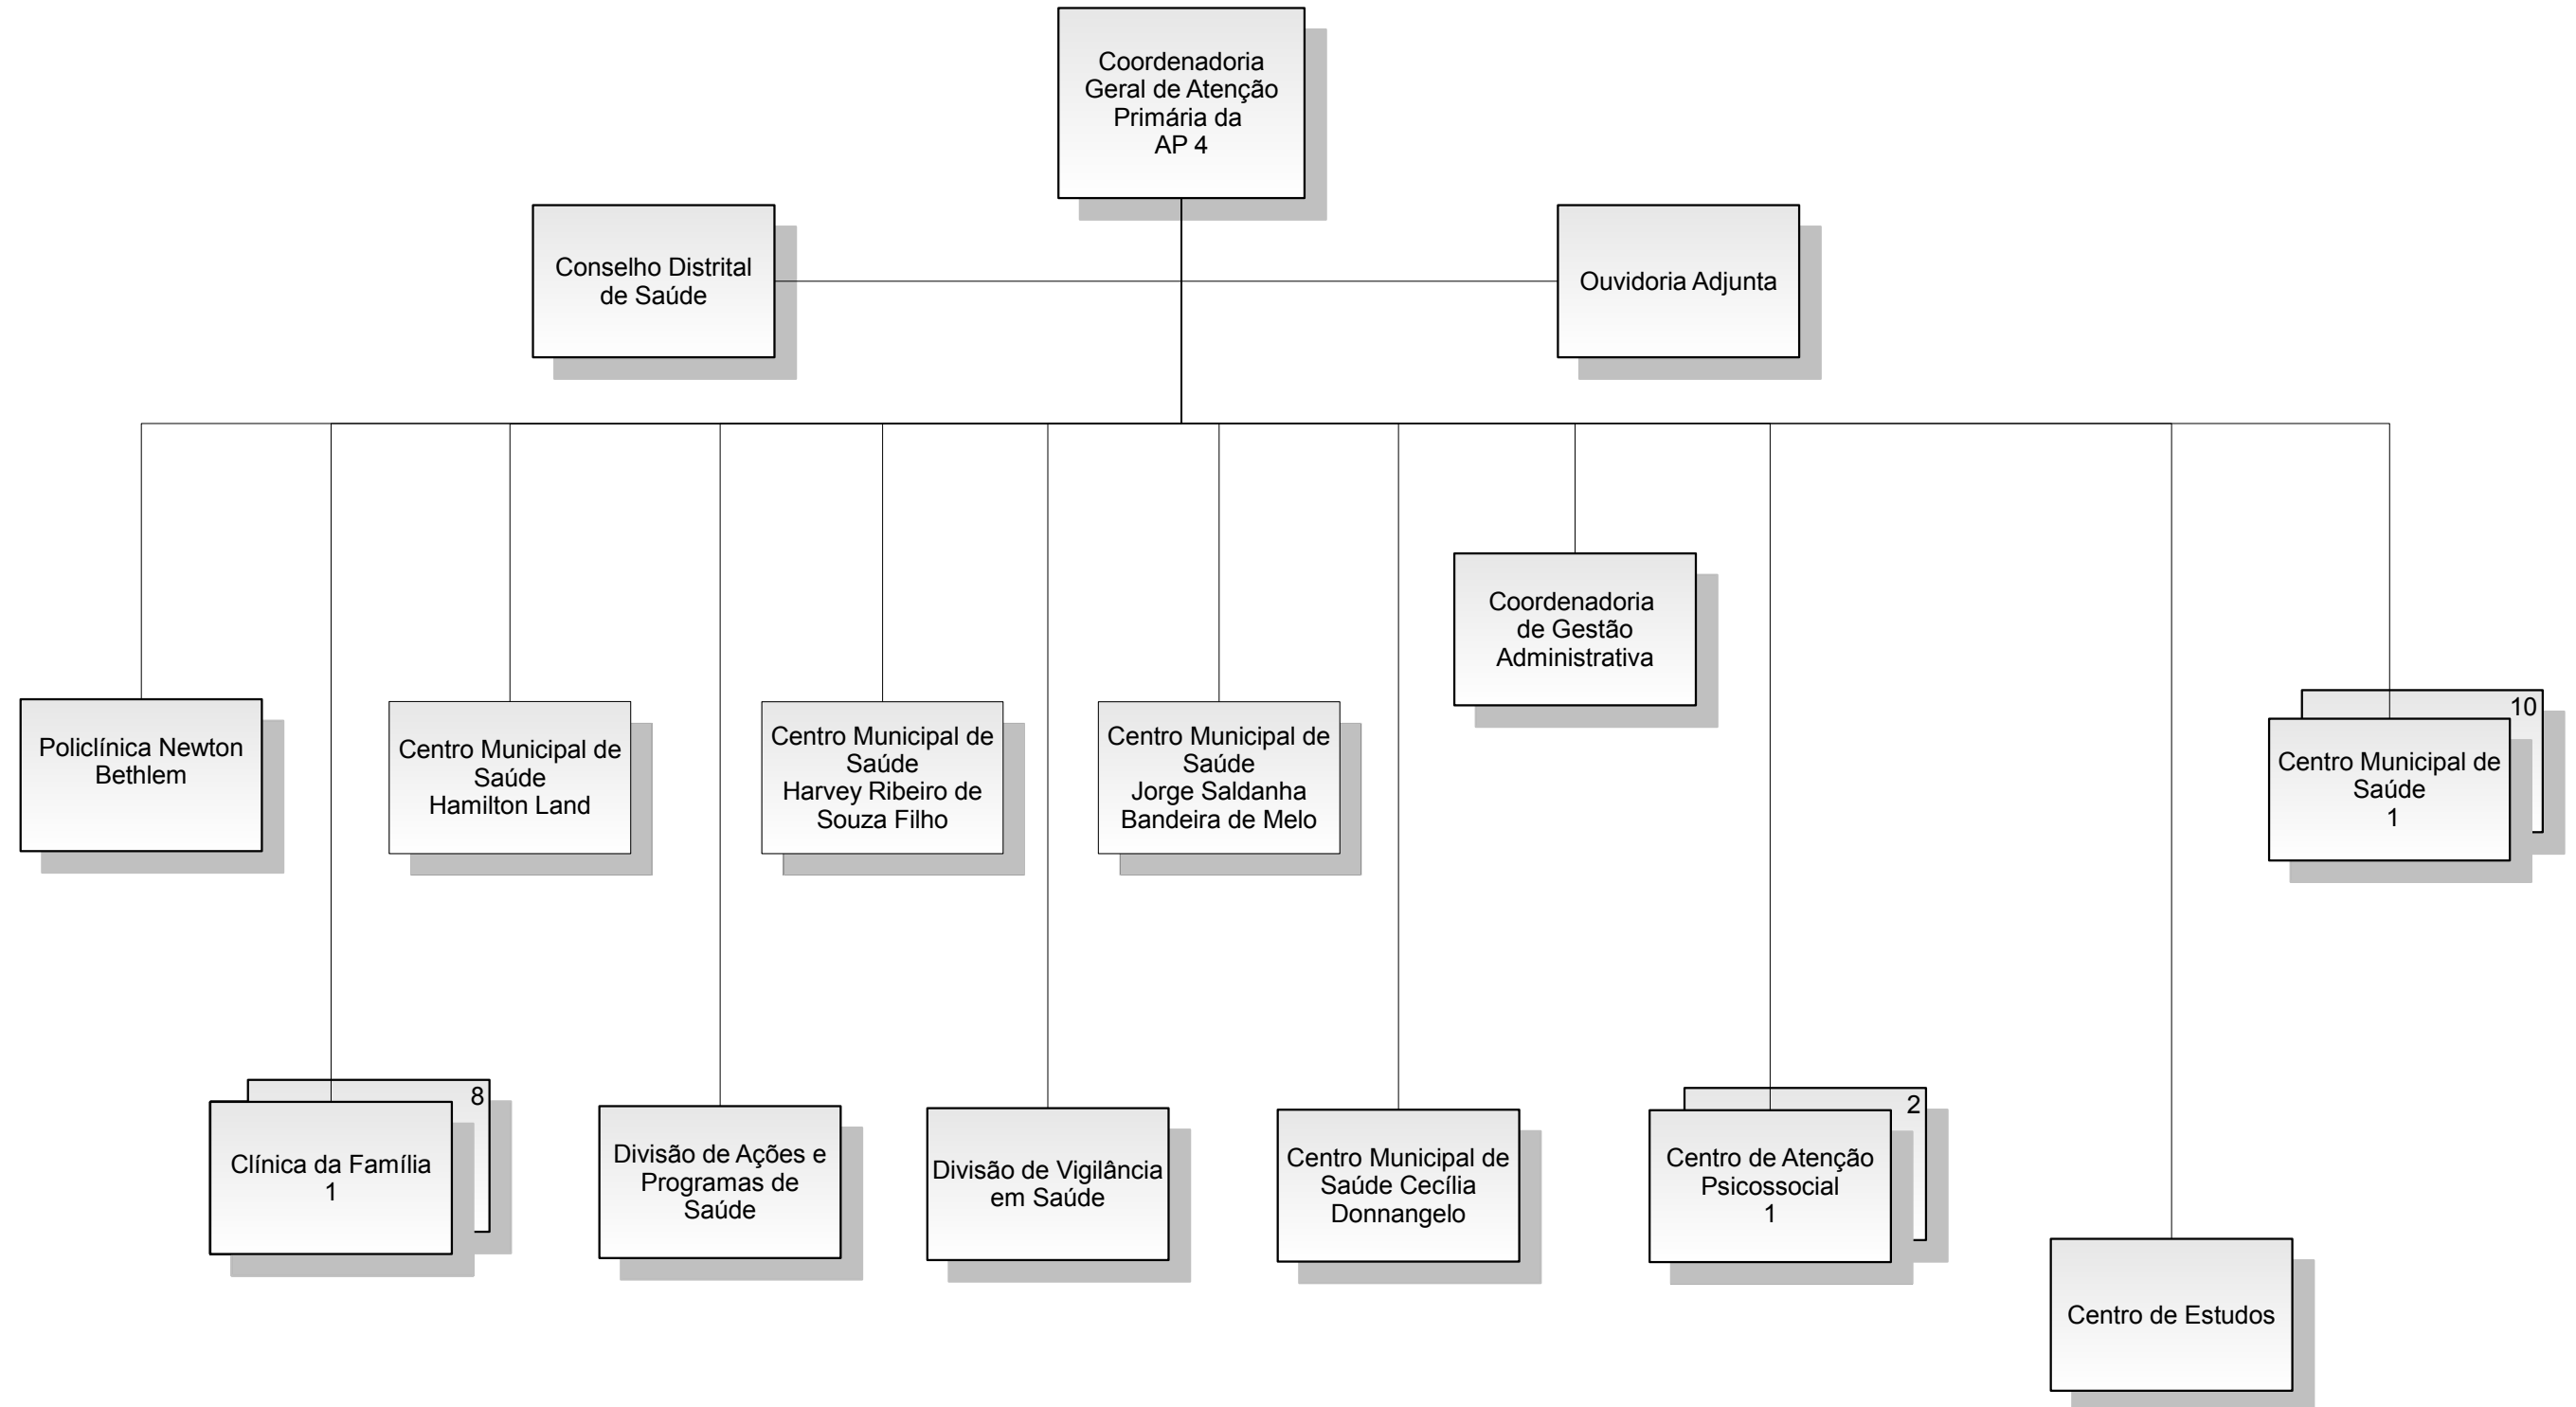 Coordenadoria
Geral de Atenção
Primária da
AP 4
Conselho Distrital
de Saúde
Ouvidoria Adjunta
Coordenadoria
de Gestão
Administrativa
Policlínica Newton
Bethlem
Centro Municipal de
Saúde
Hamilton Land
Centro Municipal de
Saúde
Harvey Ribeiro de
Souza Filho
Centro Municipal de
Saúde
Jorge Saldanha
Bandeira de Melo
10
Centro Municipal de
Saúde
1
8
Clínica da Família
1
Divisão de Ações e
Programas de
Saúde
Divisão de Vigilância
em Saúde
Centro Municipal de
Saúde Cecília
Donnangelo
2
Centro de Atenção
Psicossocial
1
Centro de Estudos